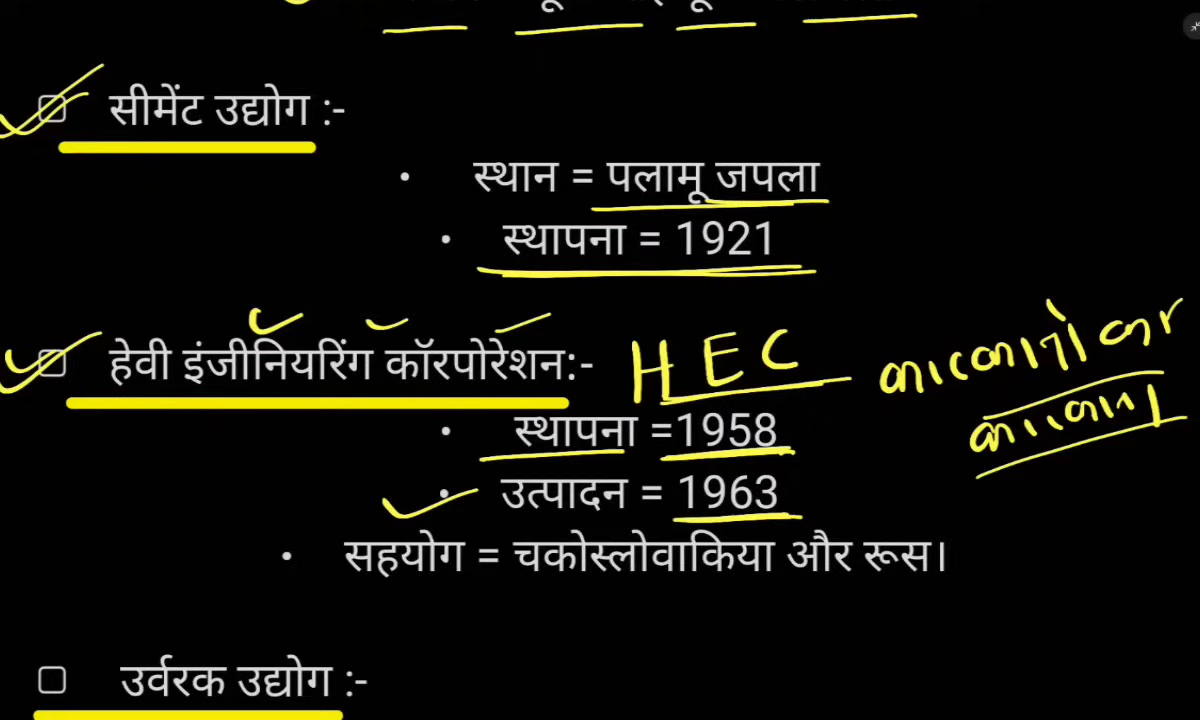 सीमेंट उद्योग :-
• स्थान = पलामू जपला
• स्थापना = 1921
हेवी इंजीनियरिंग कॉरपोरेशन:- HEC
• स्थापना =1958
• उत्पादन = 1963
• सहयोग = चकोस्लोवाकिया और रूस।
उर्वरक उद्योग :-